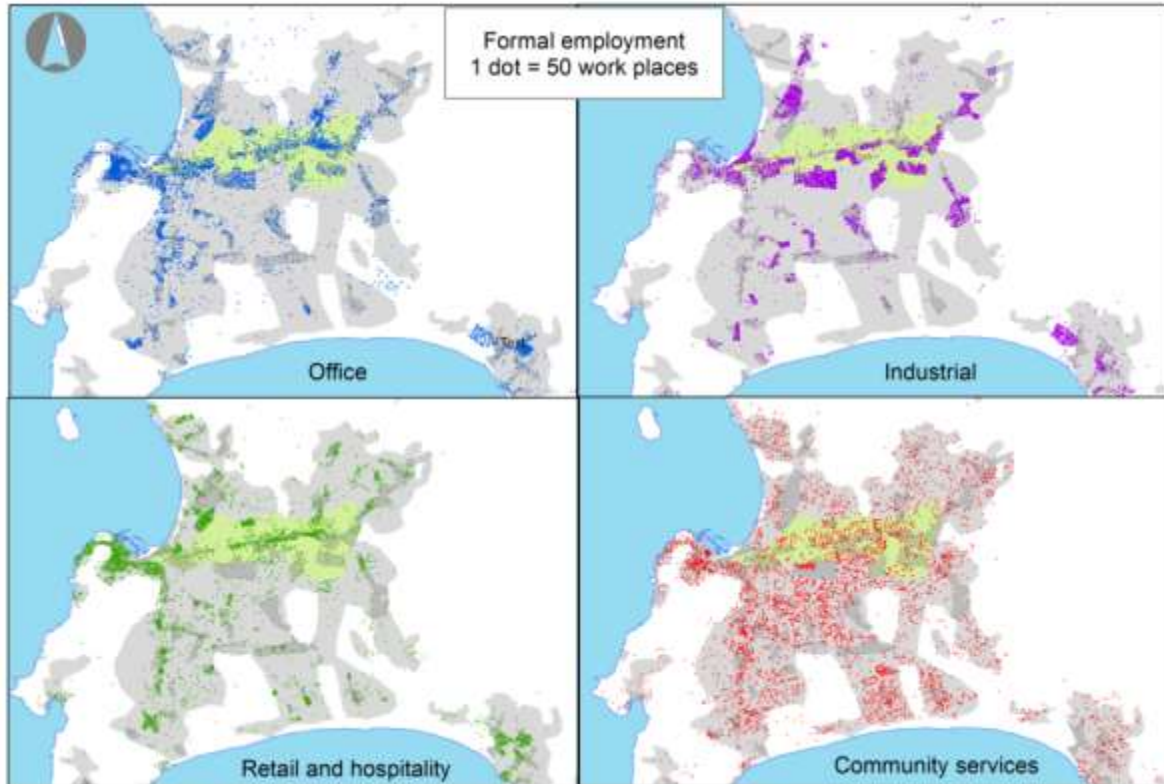 Formal employment
1 dot = 50 work places
Office
Industrial
Retail and hospitality
Community services